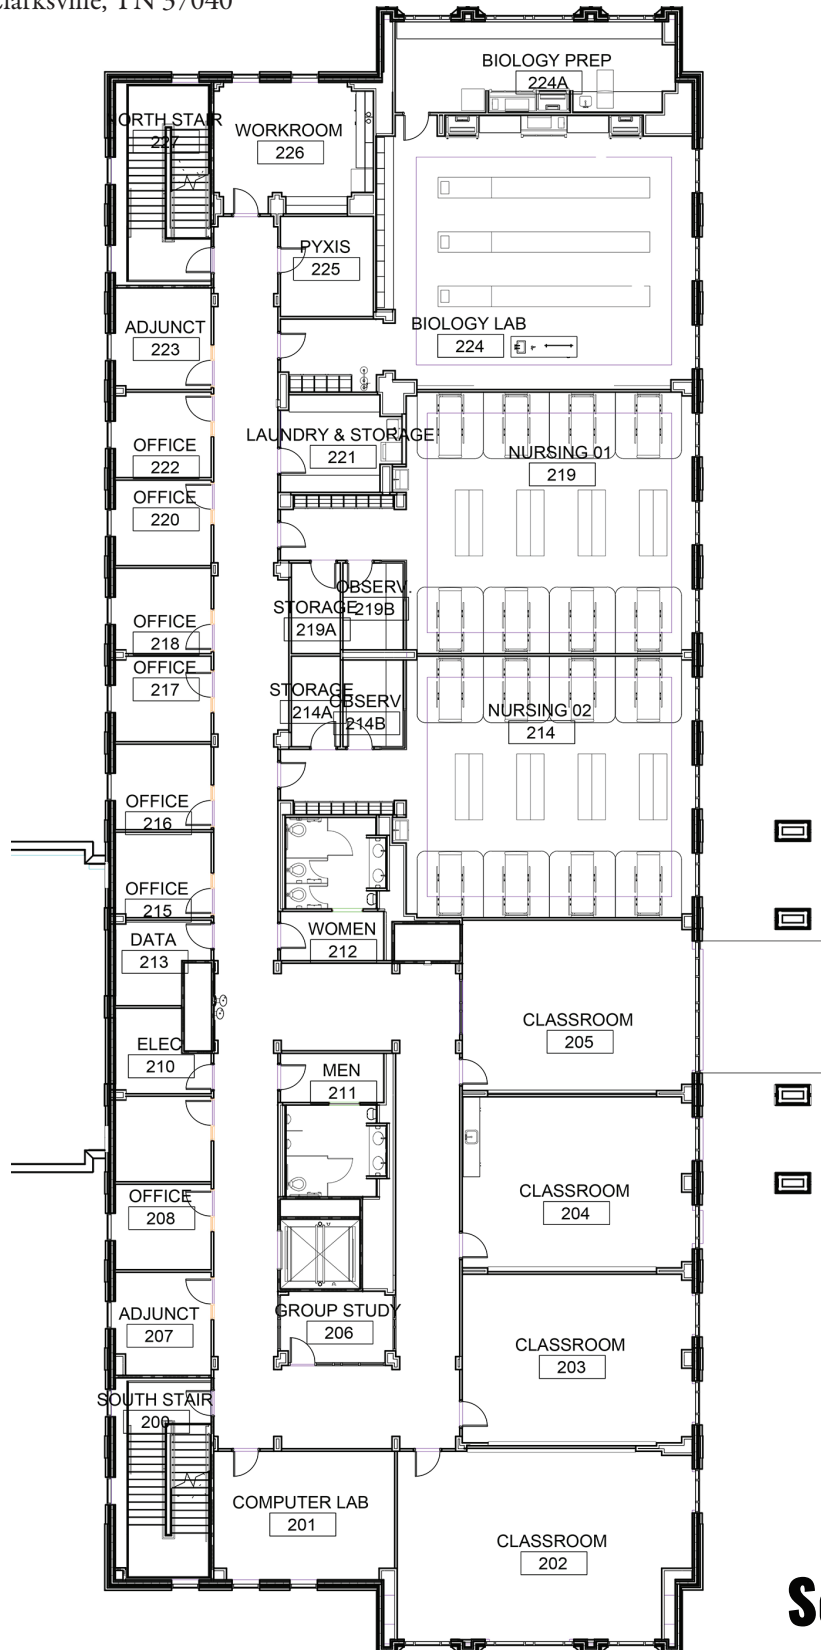 TN 37040
BIOLOGY PREP
224A
NORTH STAIR
227
WORKROOM
226
PYXIS
225
BIOLOGY LAB
224
ADJUNCT
223
OFFICE
222
LAUNDRY & STORAGE
221
NURSING 01
219
OFFICE
220
OBSERV.
219B
STORAGE
219A
OFFICE
218
OFFICE
217
STORAGE
214A
OBSERV.
214B
NURSING 02
214
OFFICE
216
OFFICE
215
WOMEN
212
DATA
213
CLASSROOM
205
ELEC
210
MEN
211
CLASSROOM
204
OFFICE
208
GROUP STUDY
206
ADJUNCT
207
CLASSROOM
203
SOUTH STAIR
200
COMPUTER LAB
201
CLASSROOM
202